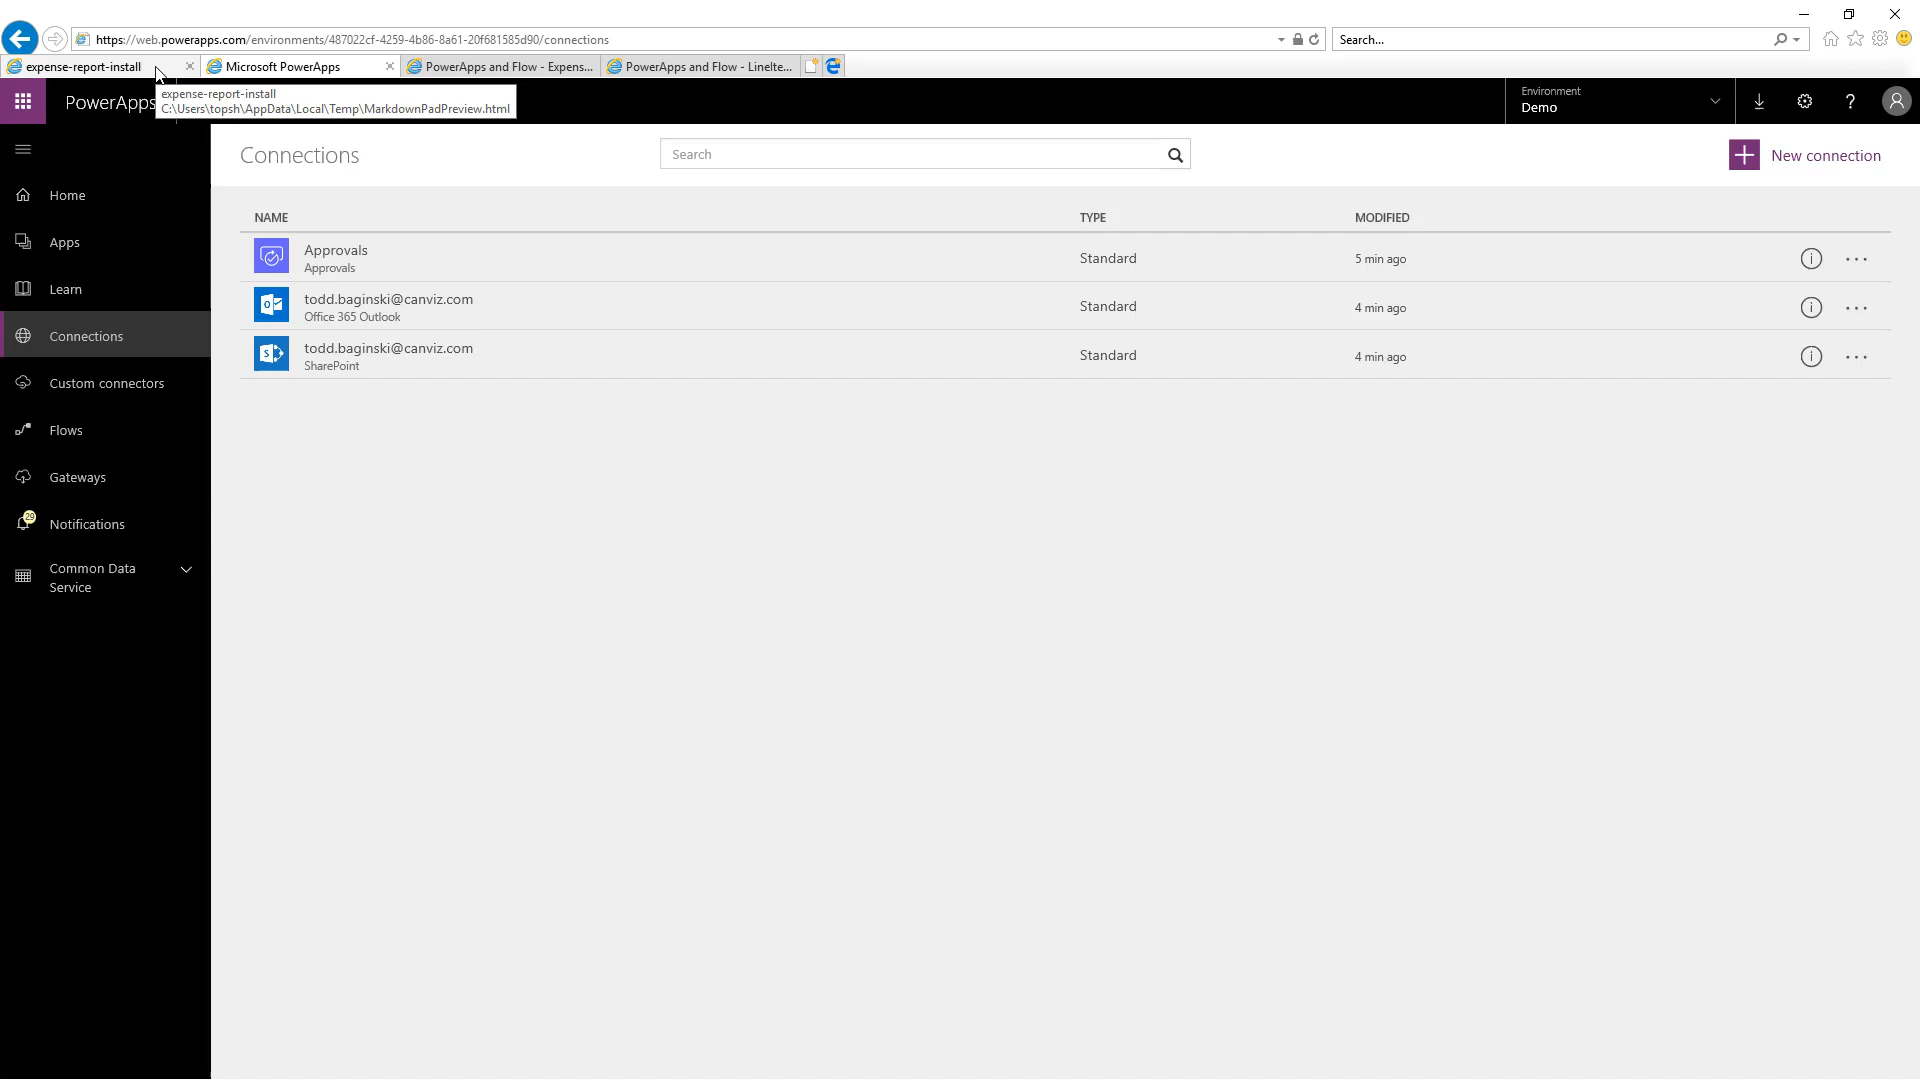 https://web.powerapps.com/environments/487022cf-4259-4b86-8a61-20f681585d90/connections
Search...
expense-report-install
Microsoft PowerApps
PowerApps and Flow - Expens...
PowerApps and Flow - LineIte...
PowerApps
expense-report-install
C:\Users\topsh\AppData\Local\Temp\MarkdownPadPreview.html
Environment
Demo
?
Connections
Search
New connection
Home
Apps
Learn
Connections
Custom connectors
Flows
Gateways
29
Notifications
Common Data
Service
NAME
TYPE
MODIFIED
Approvals
Approvals
Standard
5 min ago
todd.baginski@canviz.com
Office 365 Outlook
Standard
4 min ago
todd.baginski@canviz.com
SharePoint
Standard
4 min ago